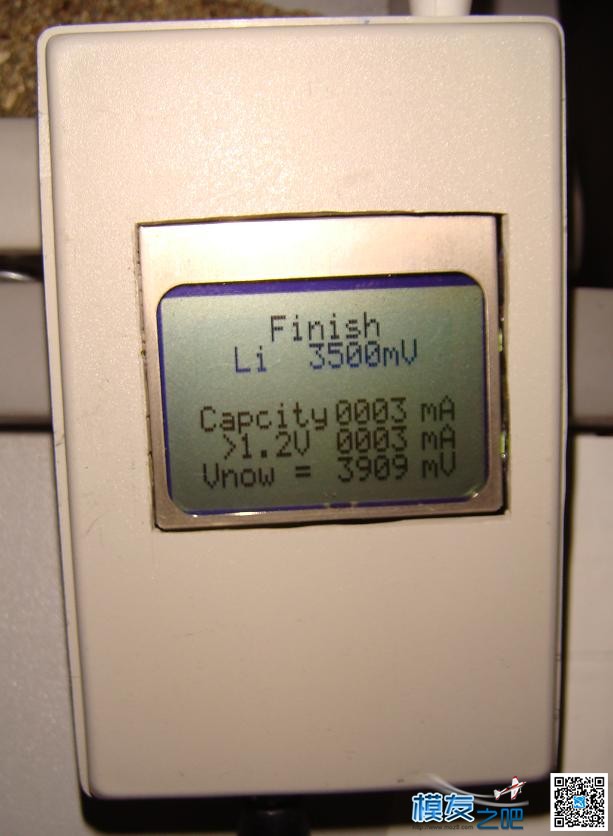 Finish
Li 3500mV
Capcity 0003 mA
>1.2V 0003 mA
Vnow = 3909 mV
模友之吧